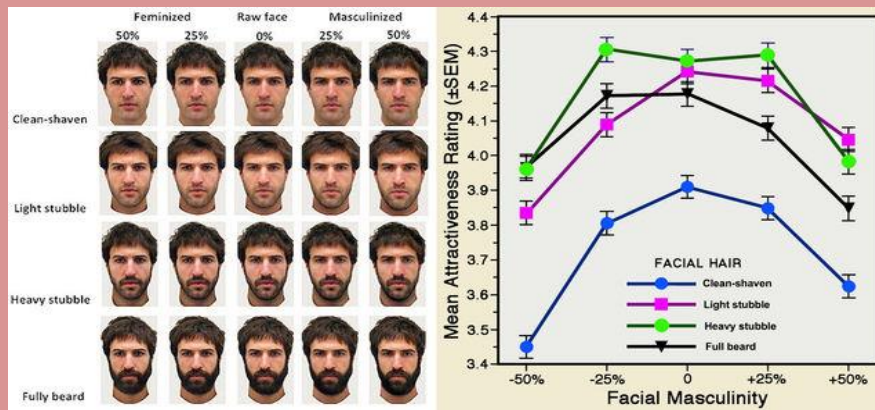 Feminized Raw face Masculinized
50% 25% 0% 25% 50%
Clean-shaven
Light stubble
Heavy stubble
Fully beard
Mean Attractiveness Rating (±SEM)
4.4
4.3
4.2
4.1
4.0
3.9
3.8
3.7
3.6
3.5
3.4
FACIAL HAIR
Clean-shaven
Light stubble
Heavy stubble
Full beard
-50% -25% 0 +25% +50%
Facial Masculinity